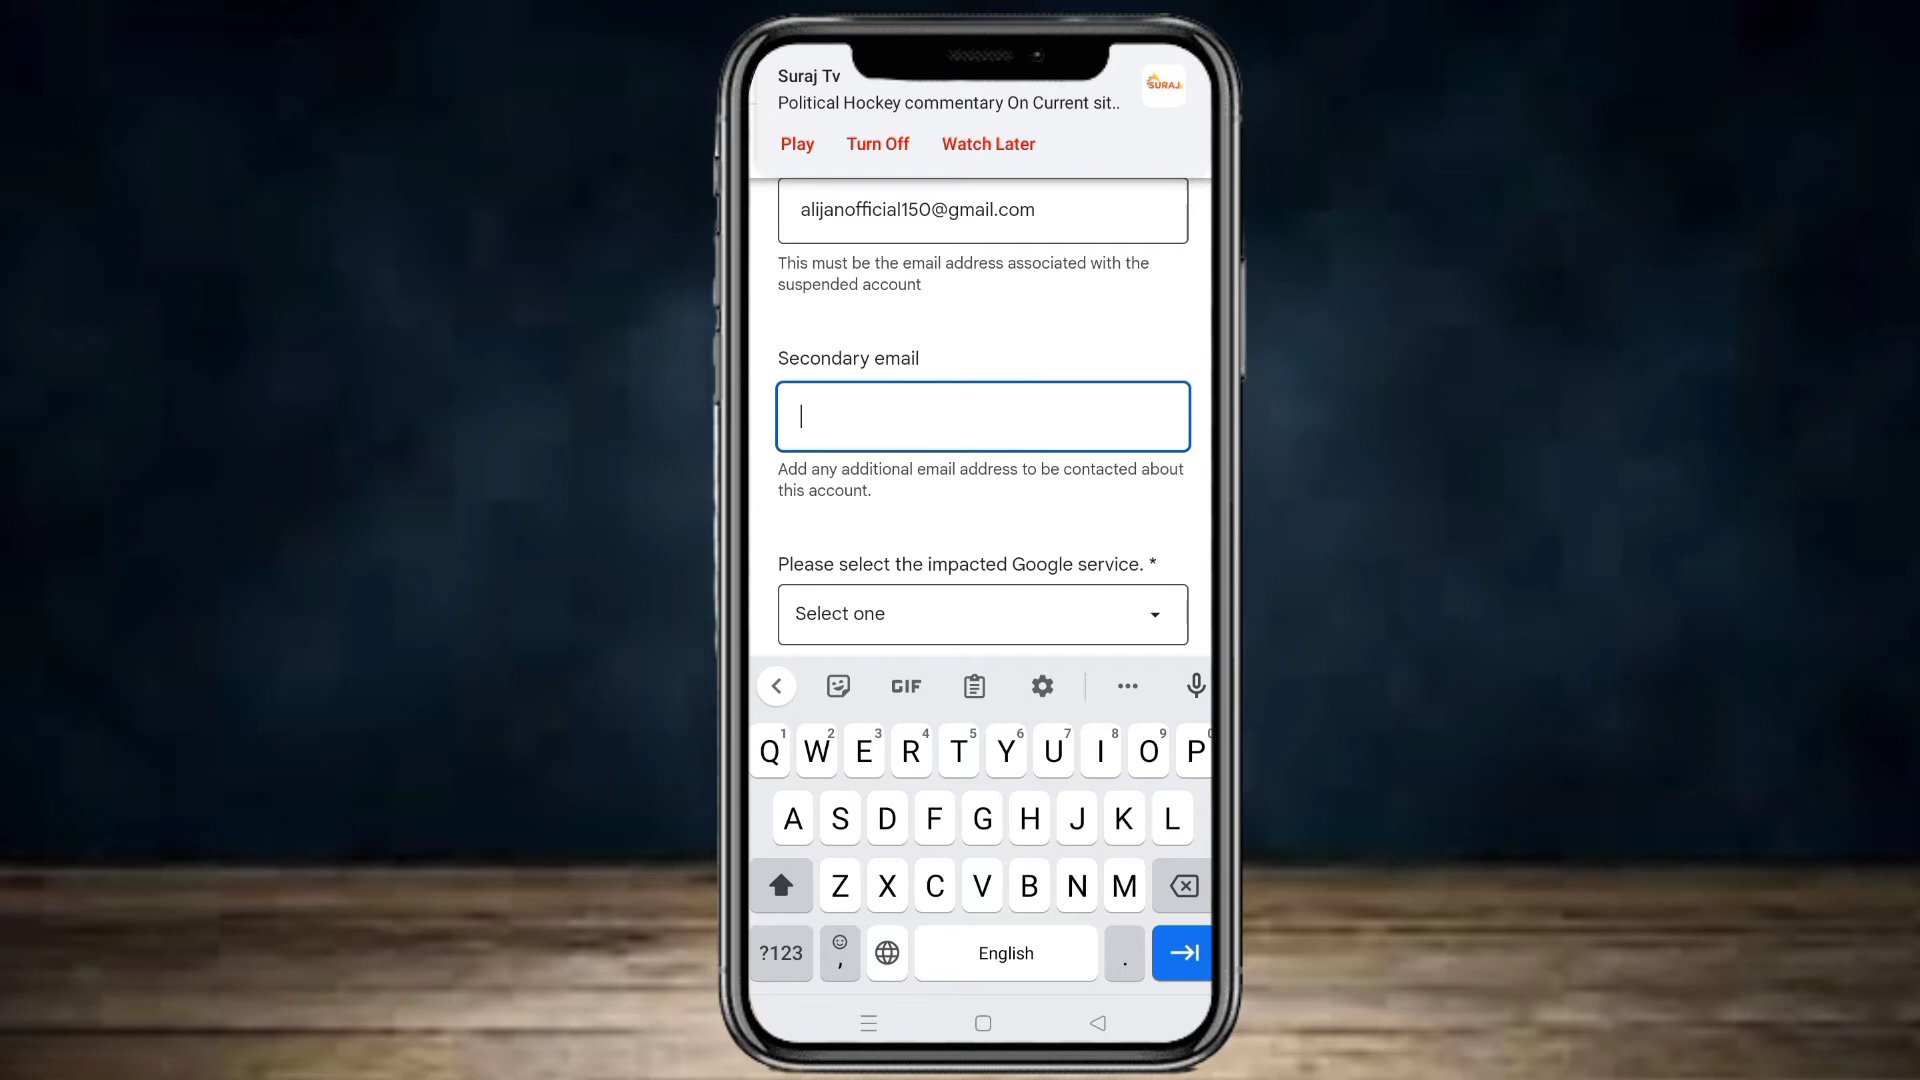 Suraj Tv
SURAJ
Political Hockey commentary On Current sit..
Play Turn Off Watch Later
alijanofficial150@gmail.com
This must be the email address associated with the
suspended account
Secondary email
Add any additional email address to be contacted about
this account.
Please select the impacted Google service. *
Select one
GIF
1 2 3 4 5 6 7 8 9
Q W E R T Y U I O P
A S D F G H J K L
Z X C V B N M
?123 , English .